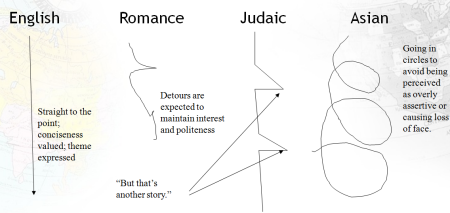 English
Romance
Judaic
Asian
Straight to the
point;
conciseness
valued; theme
expressed
Detours are
expected to
maintain interest
and politeness
"But that's
another story."
Going in
circles to
avoid being
perceived
as overly
assertive or
causing loss
of face.